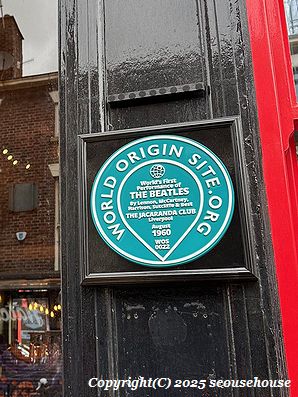 WORLD ORIGIN SITE.ORG
World's First
Performance of
THE BEATLES
By Lennon, McCartney,
Harrison, Sutcliffe & Best
THE JACARANDA CLUB
Liverpool
August
1960
WOS
0022
Copyright(C) 2025 seousehouse